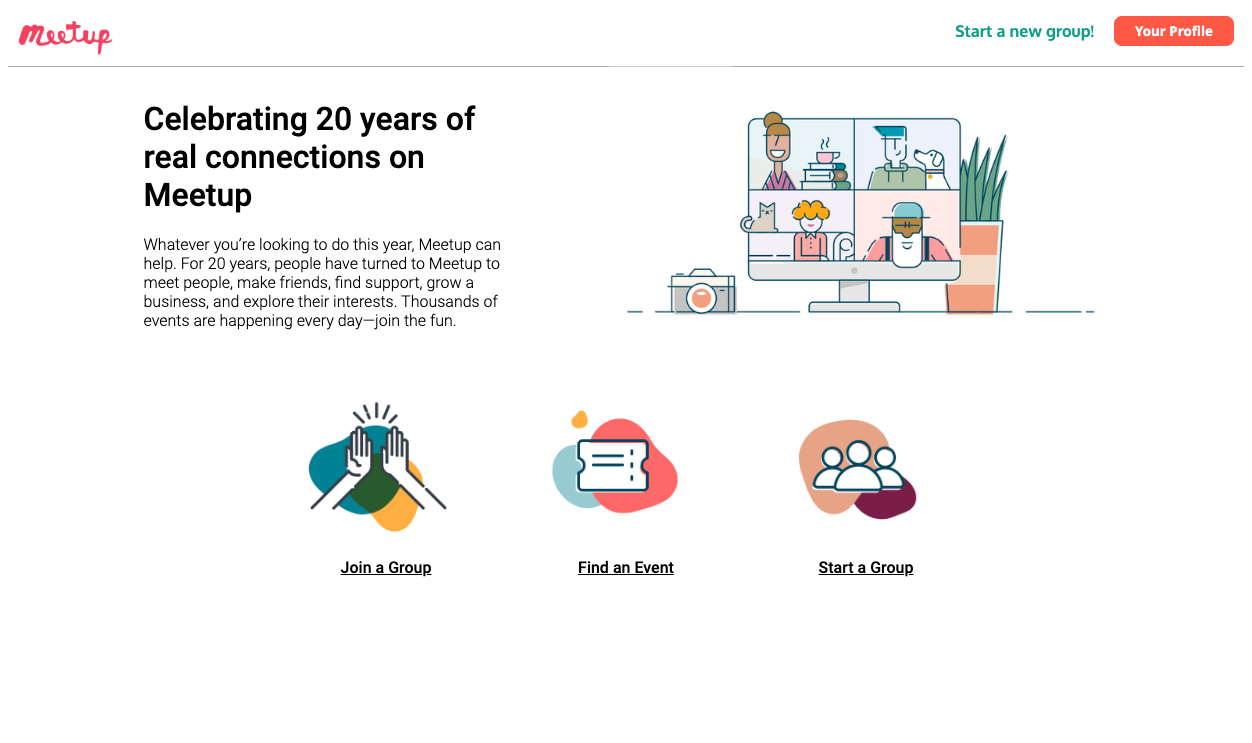 Meetup
Start a new group!
Your Profile
Celebrating 20 years of
real connections on
Meetup
Whatever you’re looking to do this year, Meetup can
help. For 20 years, people have turned to Meetup to
meet people, make friends, find support, grow a
business, and explore their interests. Thousands of
events are happening every day—join the fun.
Join a Group
Find an Event
Start a Group